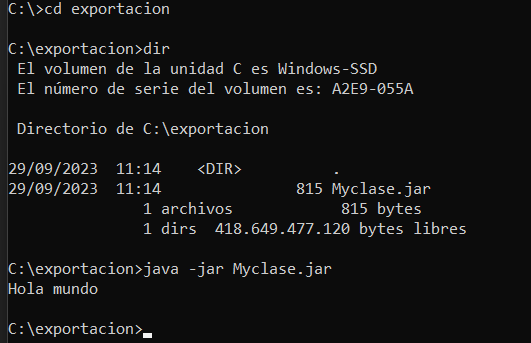 C:\>cd exportacion
C:\exportacion>dir
El volumen de la unidad C es Windows-SSD
El número de serie del volumen es: A2E9-055A
Directorio de C:\exportacion
29/09/2023  11:14    <DIR>          .
29/09/2023  11:14               815 Myclase.jar
1 archivos            815 bytes
1 dirs  418.649.477.120 bytes libres
C:\exportacion>java -jar Myclase.jar
Hola mundo
C:\exportacion>